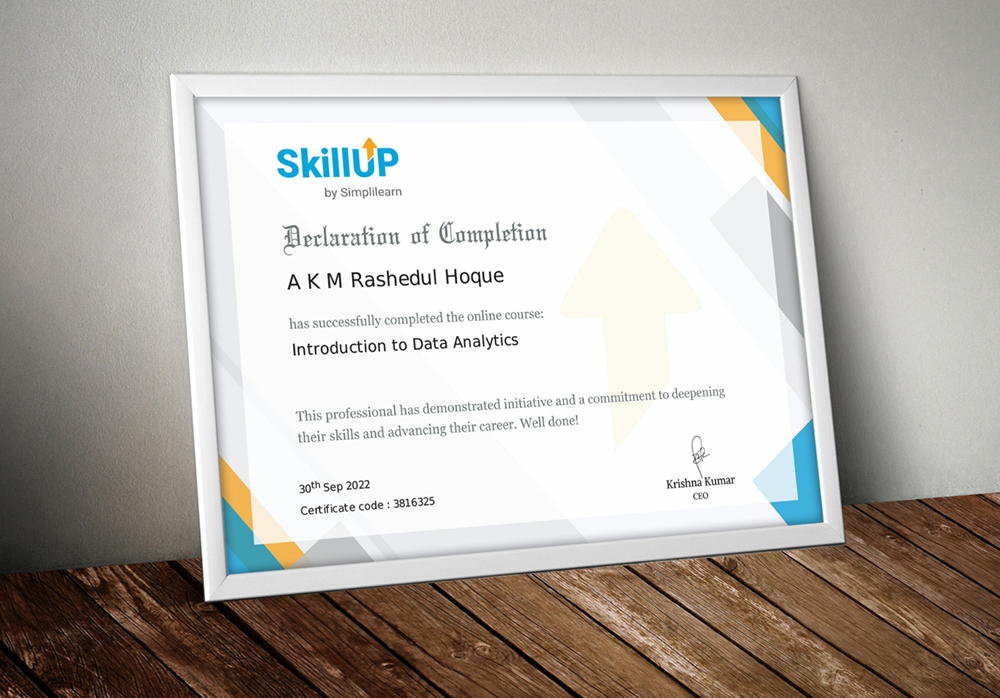 SkillUP
by Simplilearn
Declaration of Completion
A K M Rashedul Hoque
has successfully completed the online course:
Introduction to Data Analytics
This professional has demonstrated initiative and a commitment to deepening
their skills and advancing their career. Well done!
30th Sep 2022
Certificate code : 3816325
Krishna Kumar
CEO